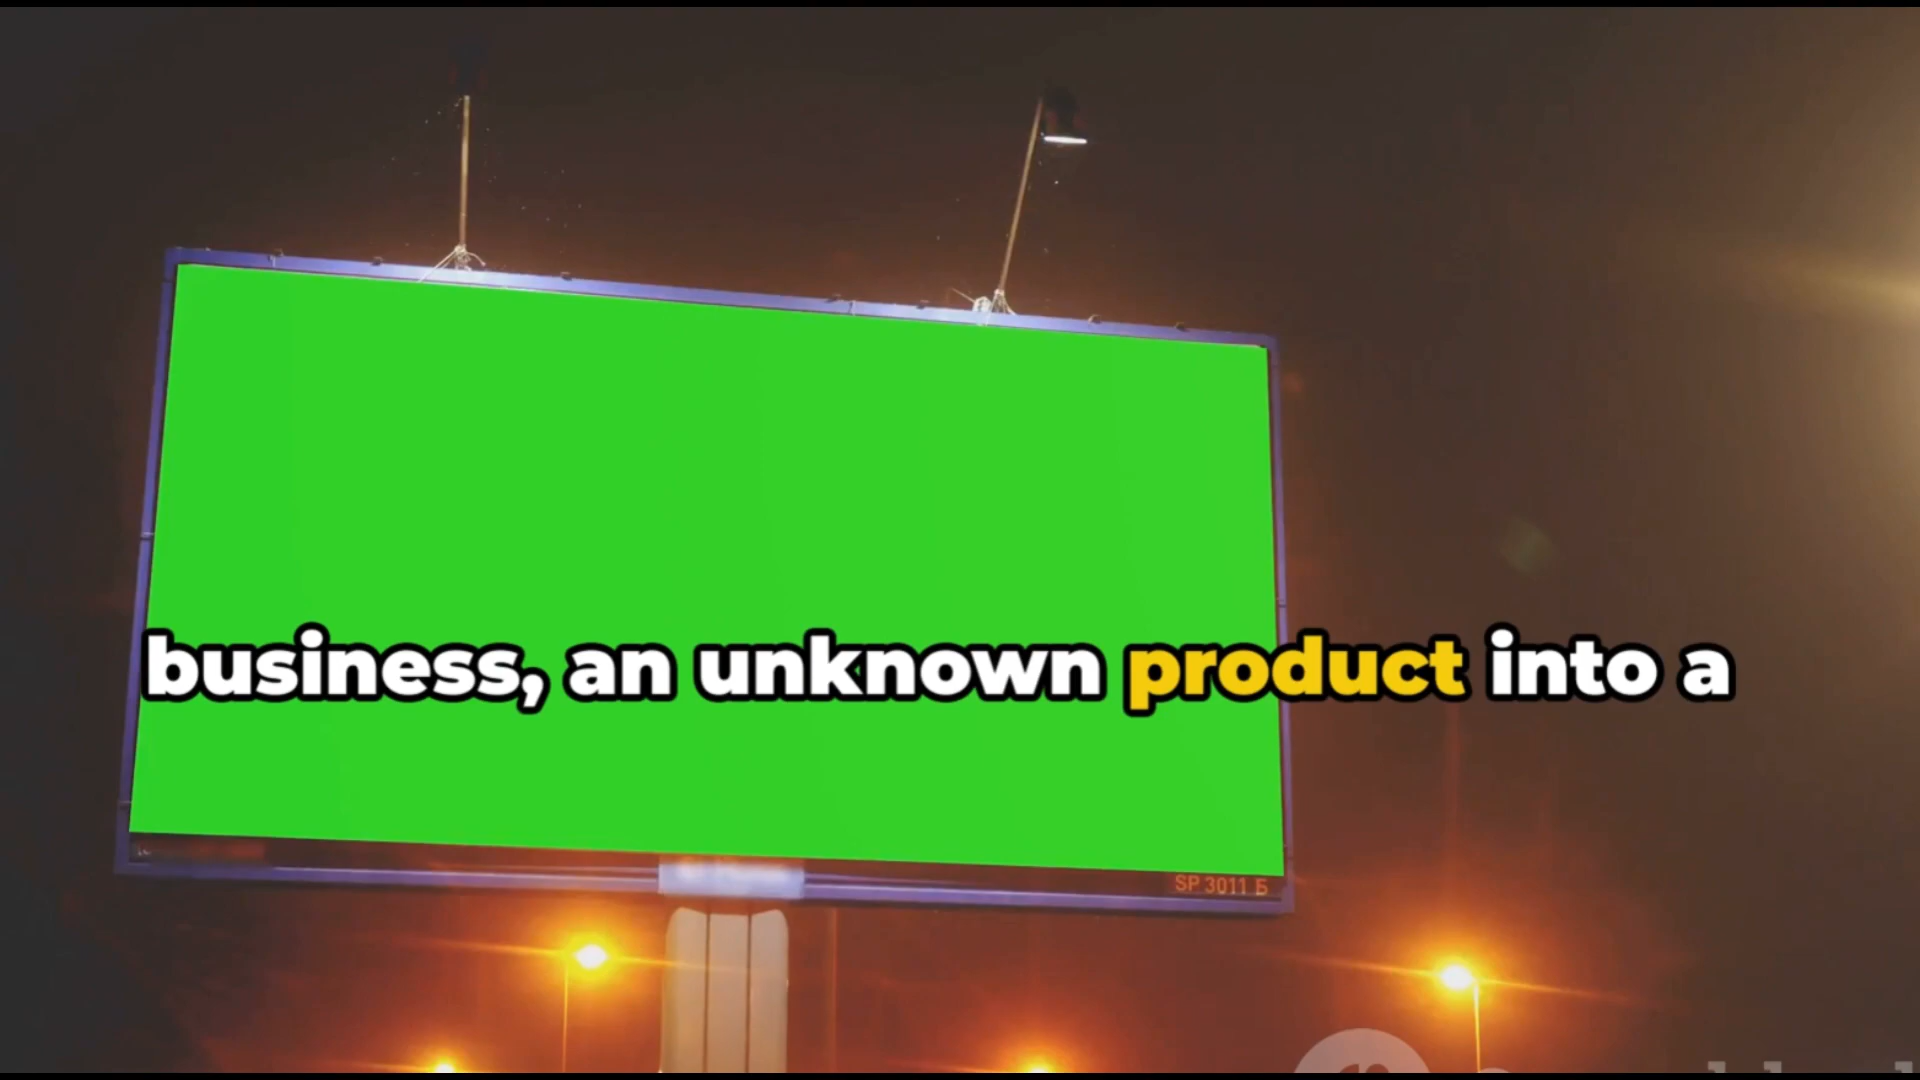 business, an unknown product into a
SP 3011 Б